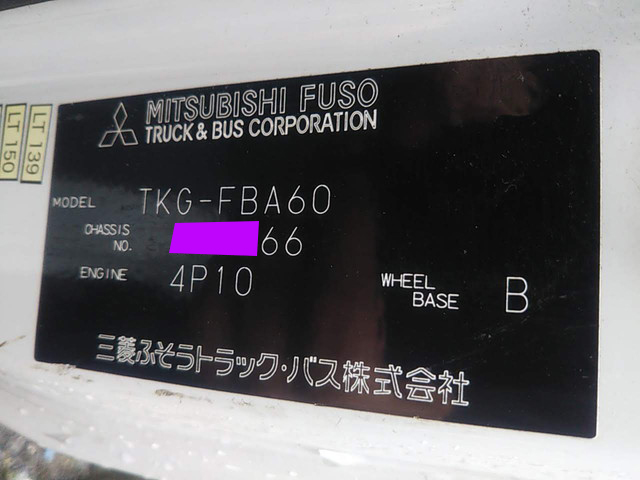 MITSUBISHI FUSO
TRUCK & BUS CORPORATION
LT 150
LT 139
MODEL TKG-FBA60
CHASSIS NO. 66
ENGINE 4P10
WHEEL BASE B
三菱ふそうトラック・バス株式会社